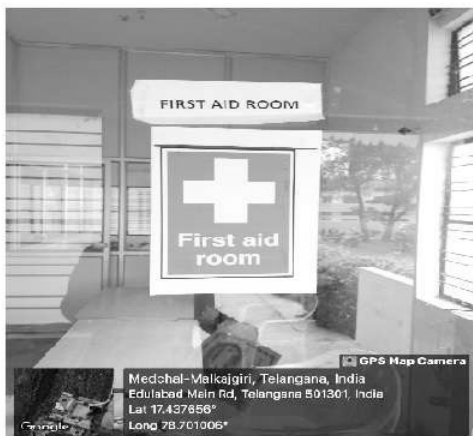 FIRST AID ROOM
First aid
room
GPS Map Camera
Medchal-Malkajgiri, Telangana, India
Edulabad Main Rd, Telangana 501301, India
Lat 17.437656°
Long 78.701006°
Google